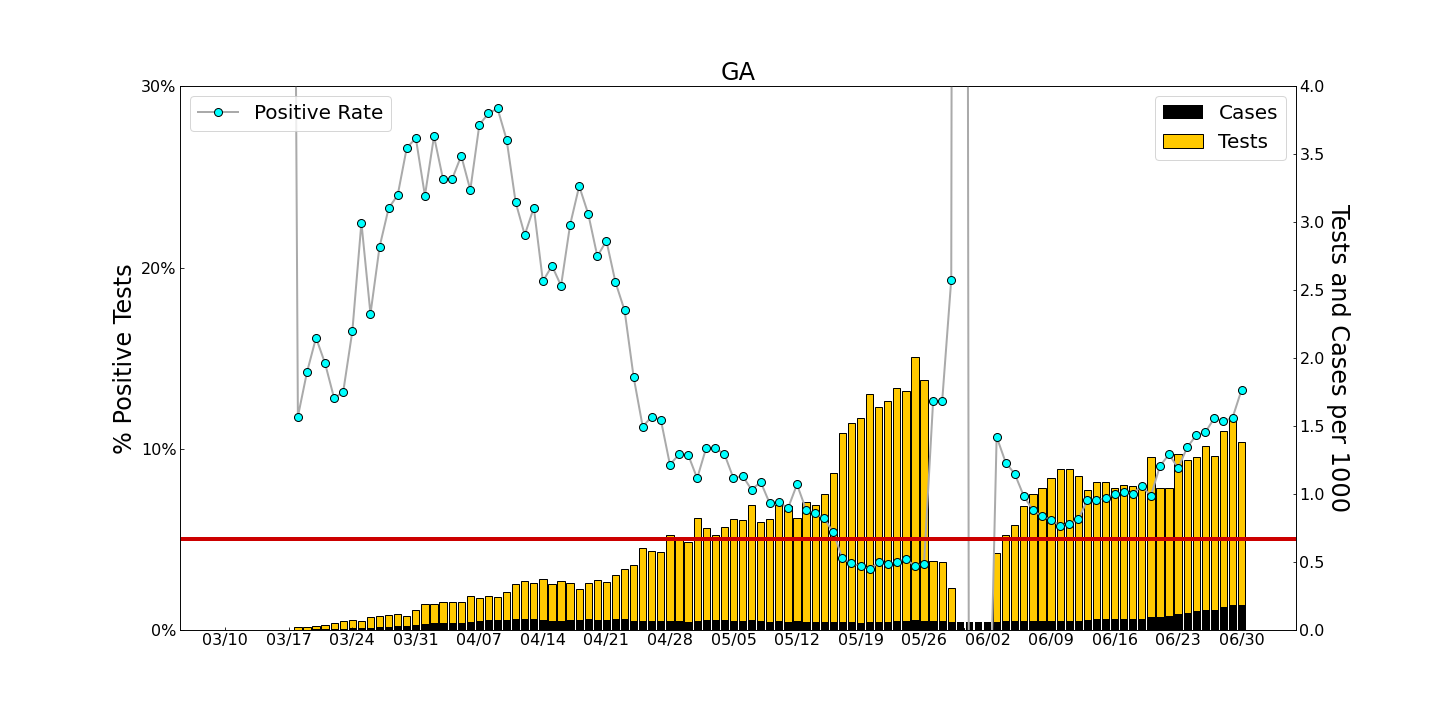 GA
30%
20%
10%
0%
% Positive Tests
Positive Rate
Cases
Tests
4.0
3.5
3.0
2.5
2.0
1.5
1.0
0.5
0.0
Tests and Cases per 1000
03/10 03/17 03/24 03/31 04/07 04/14 04/21 04/28 05/05 05/12 05/19 05/26 06/02 06/09 06/16 06/23 06/30